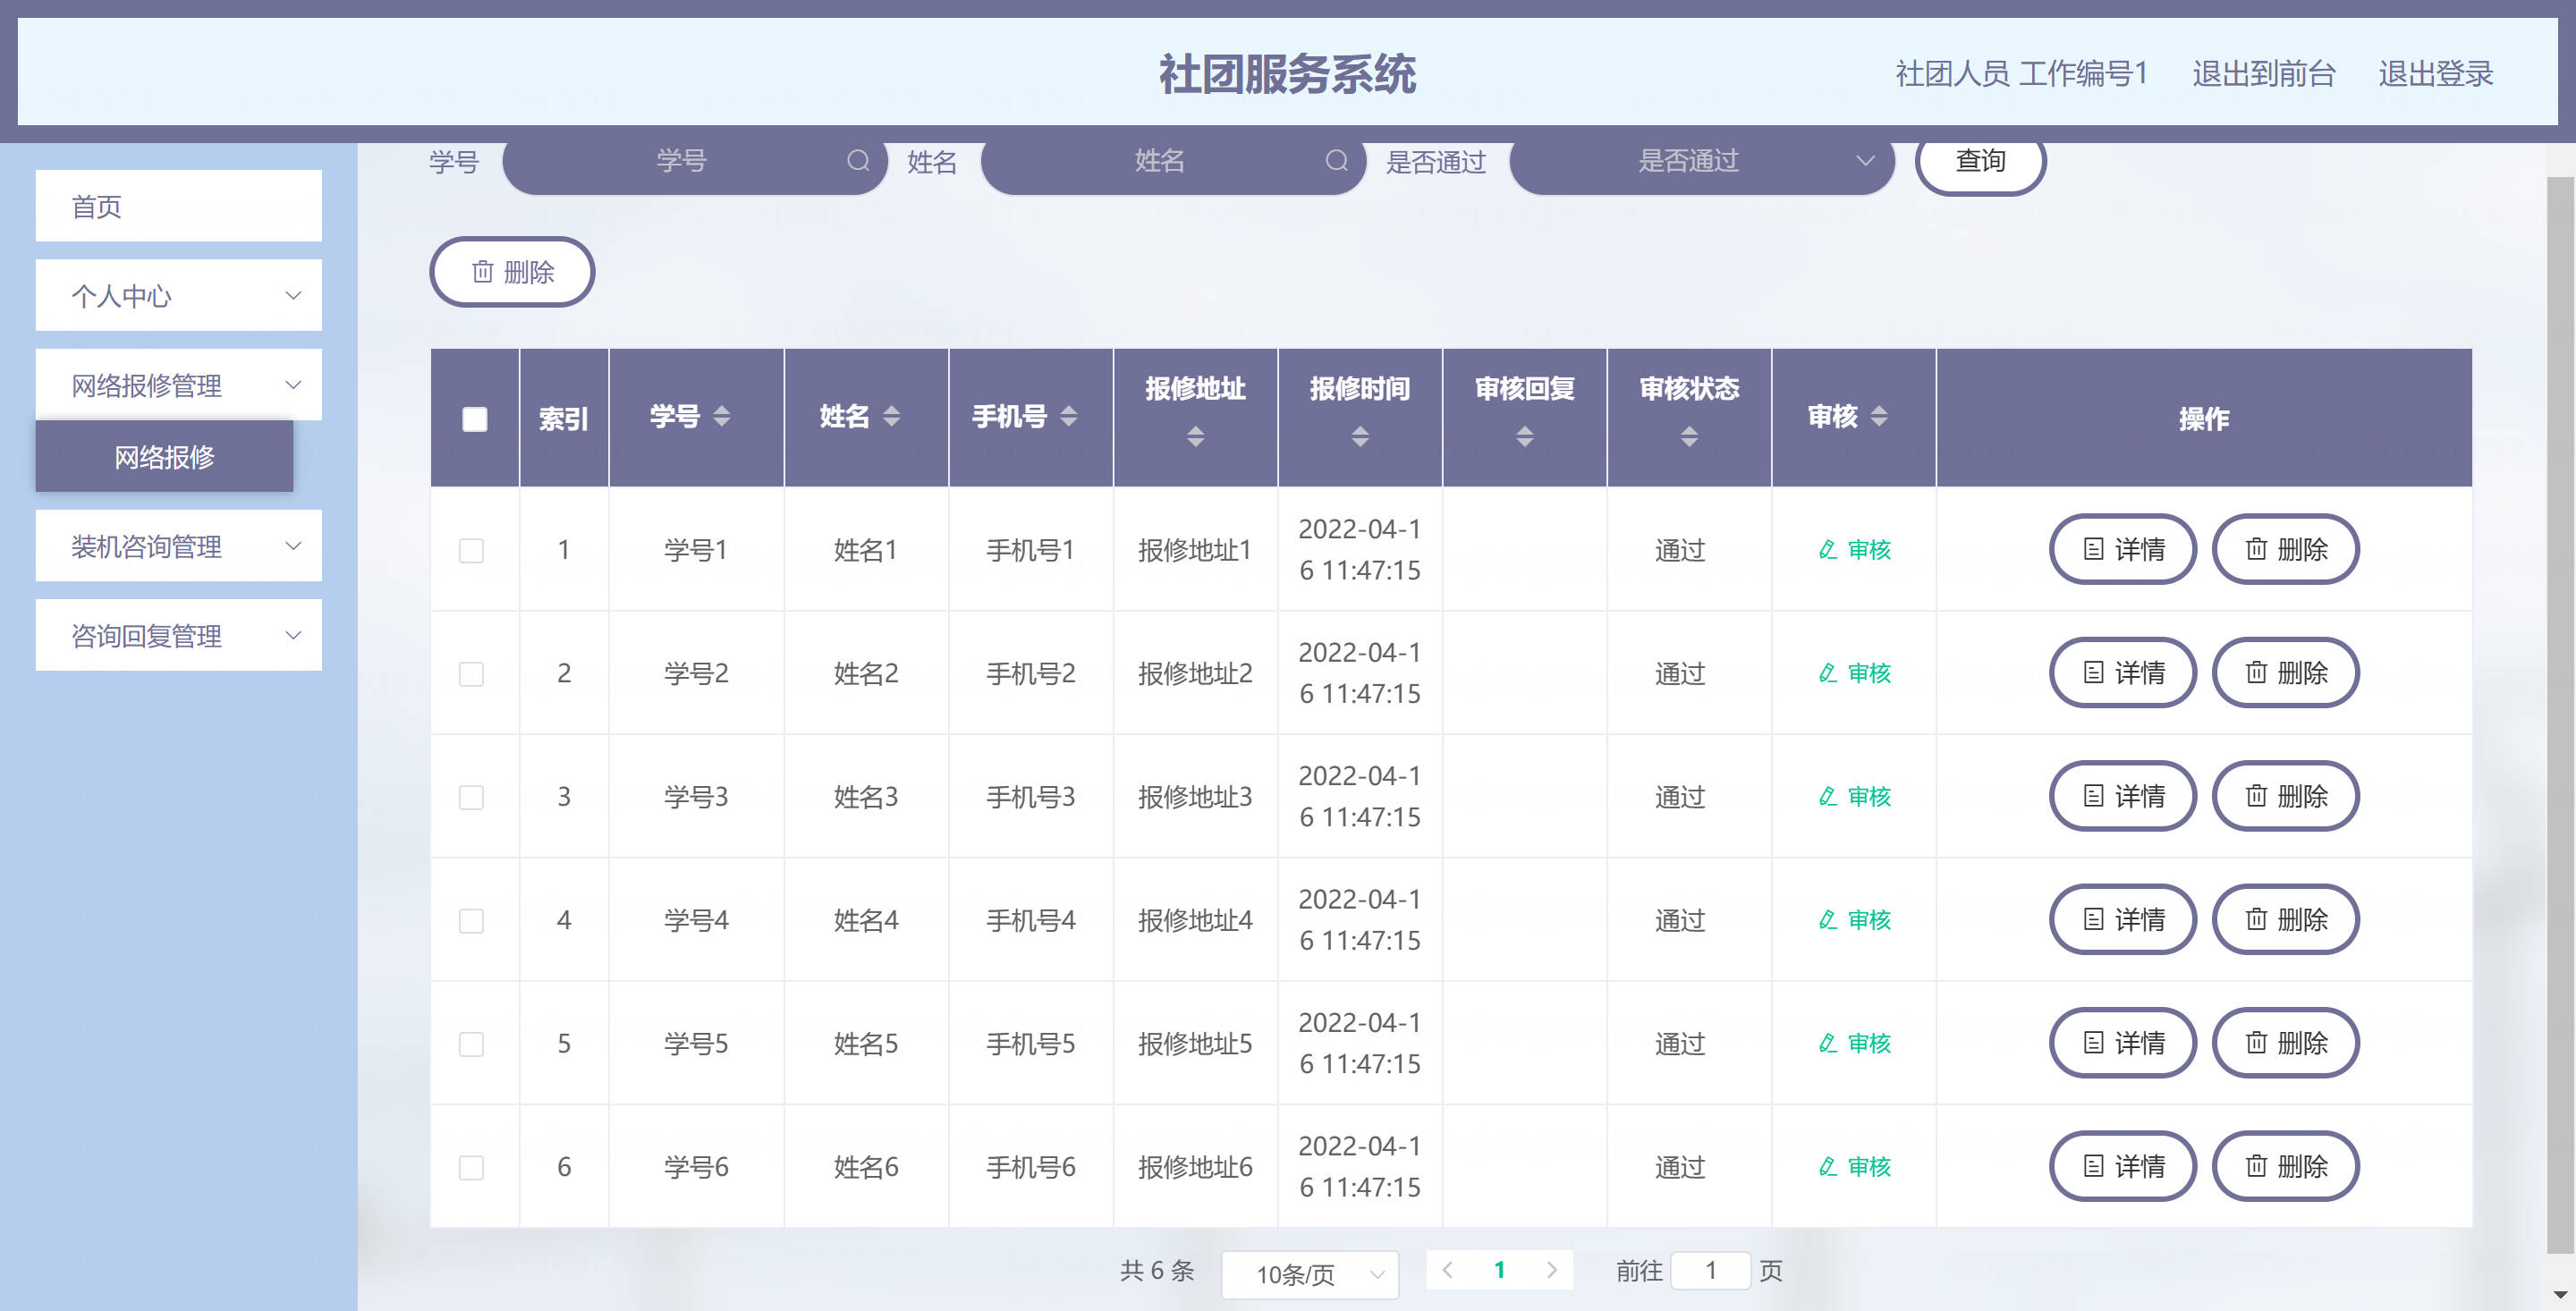 社团服务系统
社团人员 工作编号1 退出到前台 退出登录
学号 学号 姓名 姓名 是否通过 是否通过 查询
首页
个人中心
网络报修管理
网络报修
装机咨询管理
咨询回复管理
删除
索引 学号 姓名 手机号 报修地址 报修时间 审核回复 审核状态 审核 操作
1 学号1 姓名1 手机号1 报修地址1 2022-04-1 通过 审核 详情 删除
6 11:47:15
2 学号2 姓名2 手机号2 报修地址2 2022-04-1 通过 审核 详情 删除
6 11:47:15
3 学号3 姓名3 手机号3 报修地址3 2022-04-1 通过 审核 详情 删除
6 11:47:15
4 学号4 姓名4 手机号4 报修地址4 2022-04-1 通过 审核 详情 删除
6 11:47:15
5 学号5 姓名5 手机号5 报修地址5 2022-04-1 通过 审核 详情 删除
6 11:47:15
6 学号6 姓名6 手机号6 报修地址6 2022-04-1 通过 审核 详情 删除
6 11:47:15
共 6 条 10条/页 1 前往 1 页